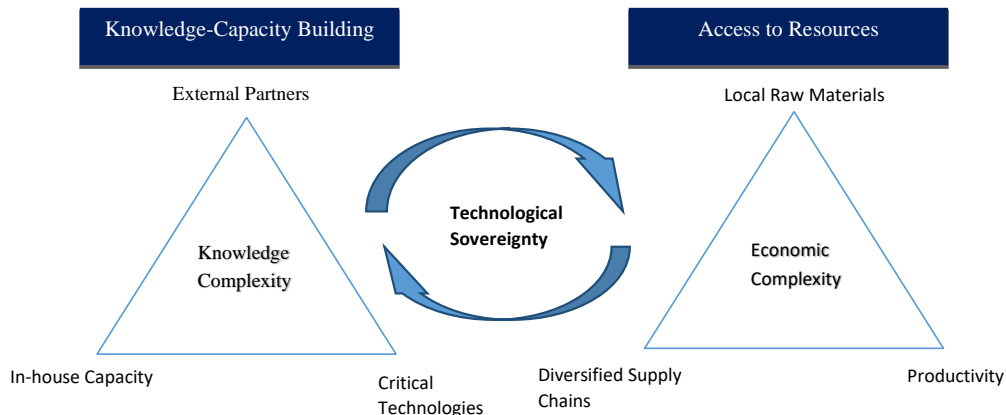 Knowledge-Capacity Building
Access to Resources
External Partners
Local Raw Materials
Technological
Sovereignty
Knowledge
Complexity
Economic
Complexity
In-house Capacity
Critical
Technologies
Diversified Supply
Chains
Productivity